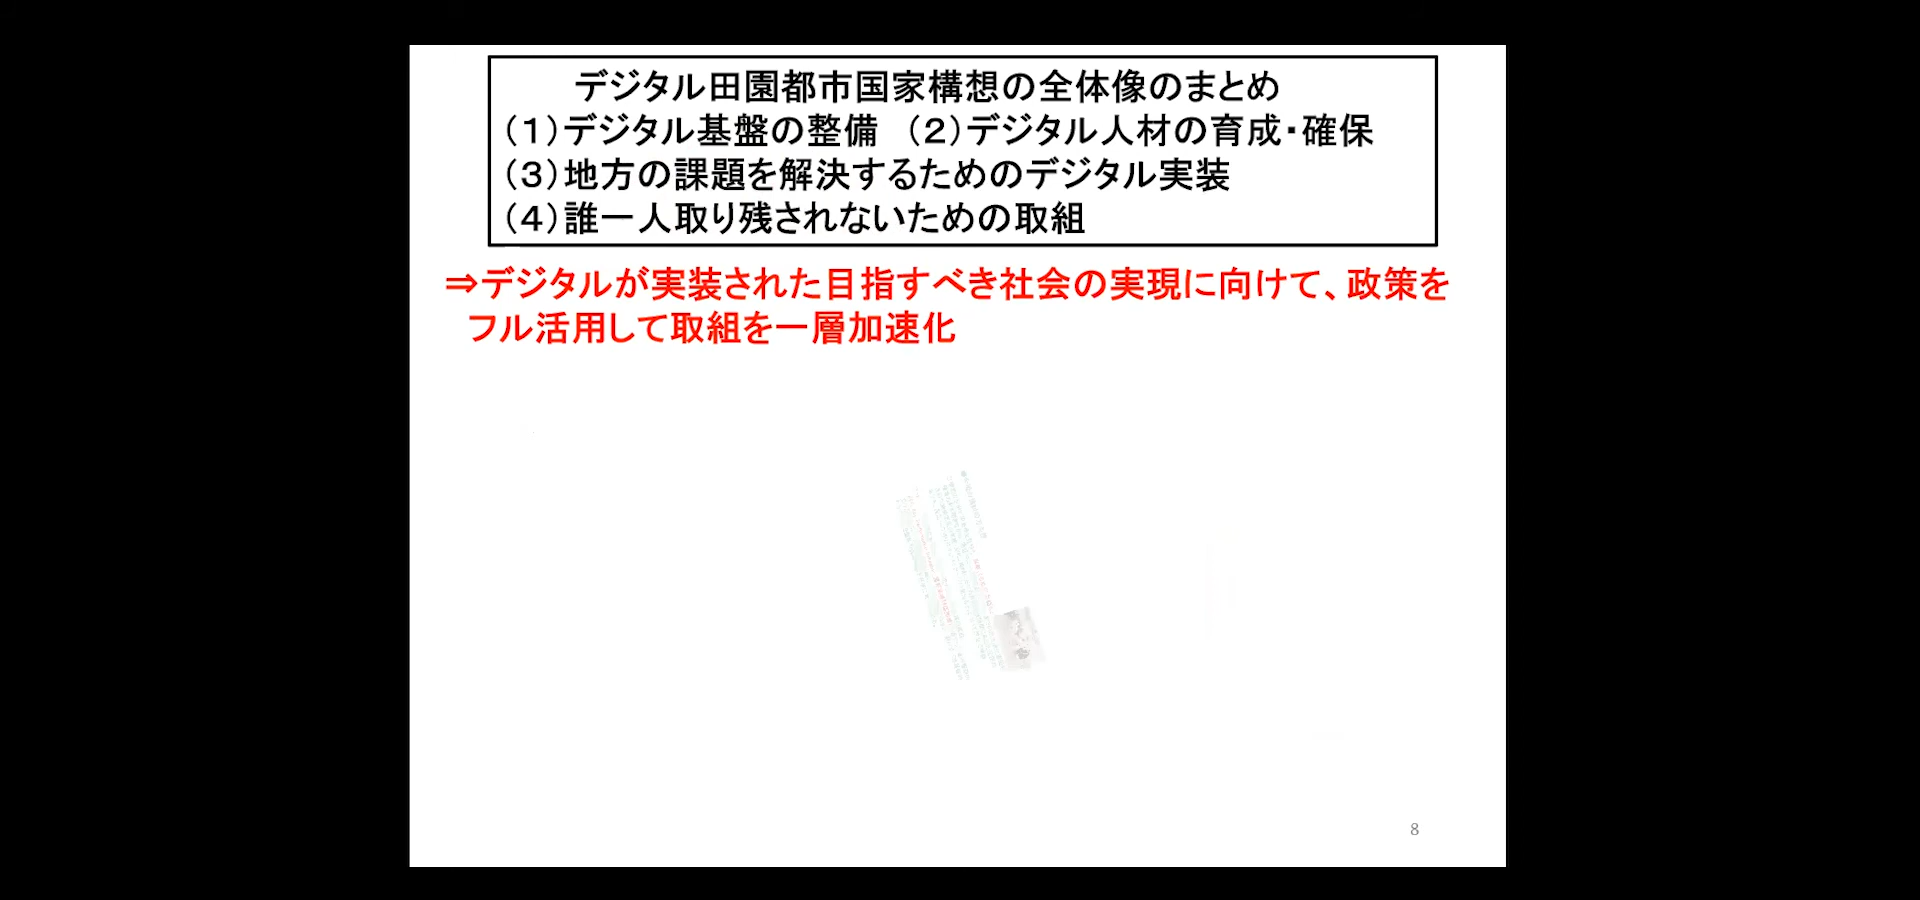 デジタル田園都市国家構想の全体像のまとめ
（１）デジタル基盤の整備　（２）デジタル人材の育成・確保
（３）地方の課題を解決するためのデジタル実装
（４）誰一人取り残されないための取組
⇒デジタルが実装された目指すべき社会の実現に向けて、政策を
フル活用して取組を一層加速化
8